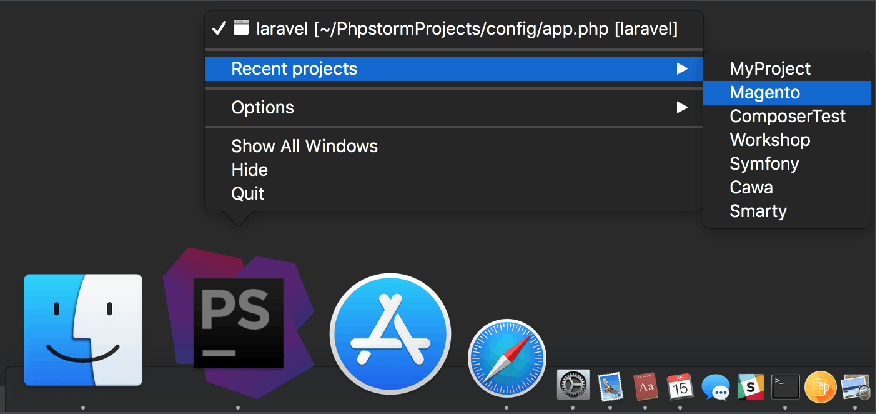 ✓ laravel [~/PhpstormProjects/config/app.php [laravel]
Recent projects ▶
Options ▶
Show All Windows
Hide
Quit
MyProject
Magento
ComposerTest
Workshop
Symfony
Cawa
Smarty
PS
Aa
15